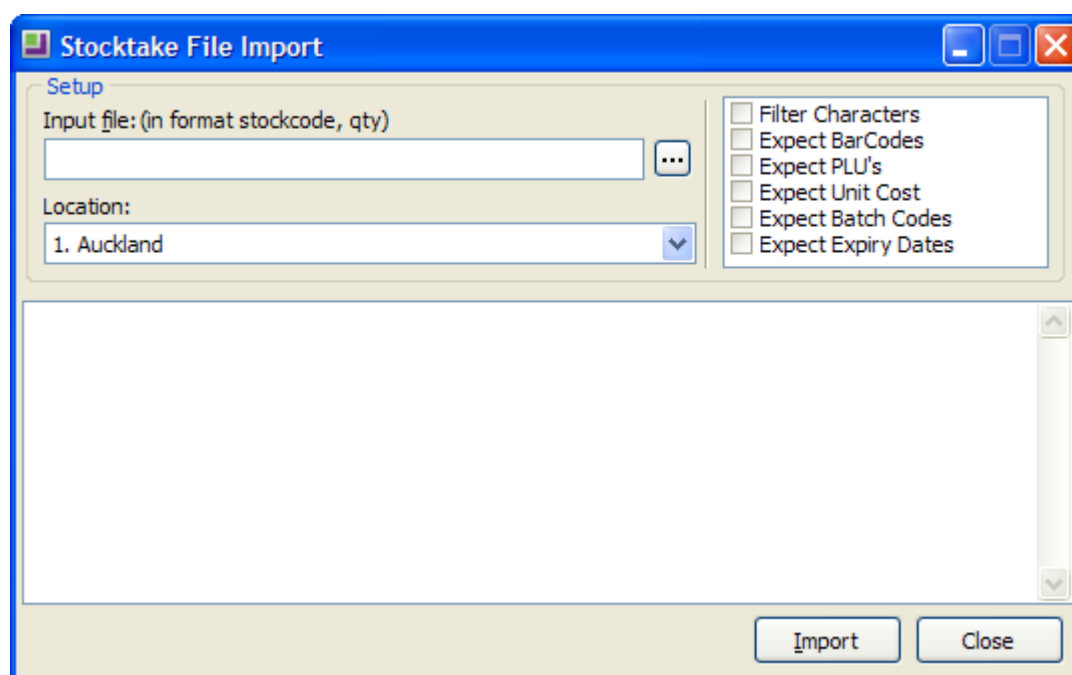 Stocktake File Import
Setup
Input file: (in format stockcode, qty)
...
Location:
1. Auckland
Filter Characters
Expect BarCodes
Expect PLU's
Expect Unit Cost
Expect Batch Codes
Expect Expiry Dates
Import Close